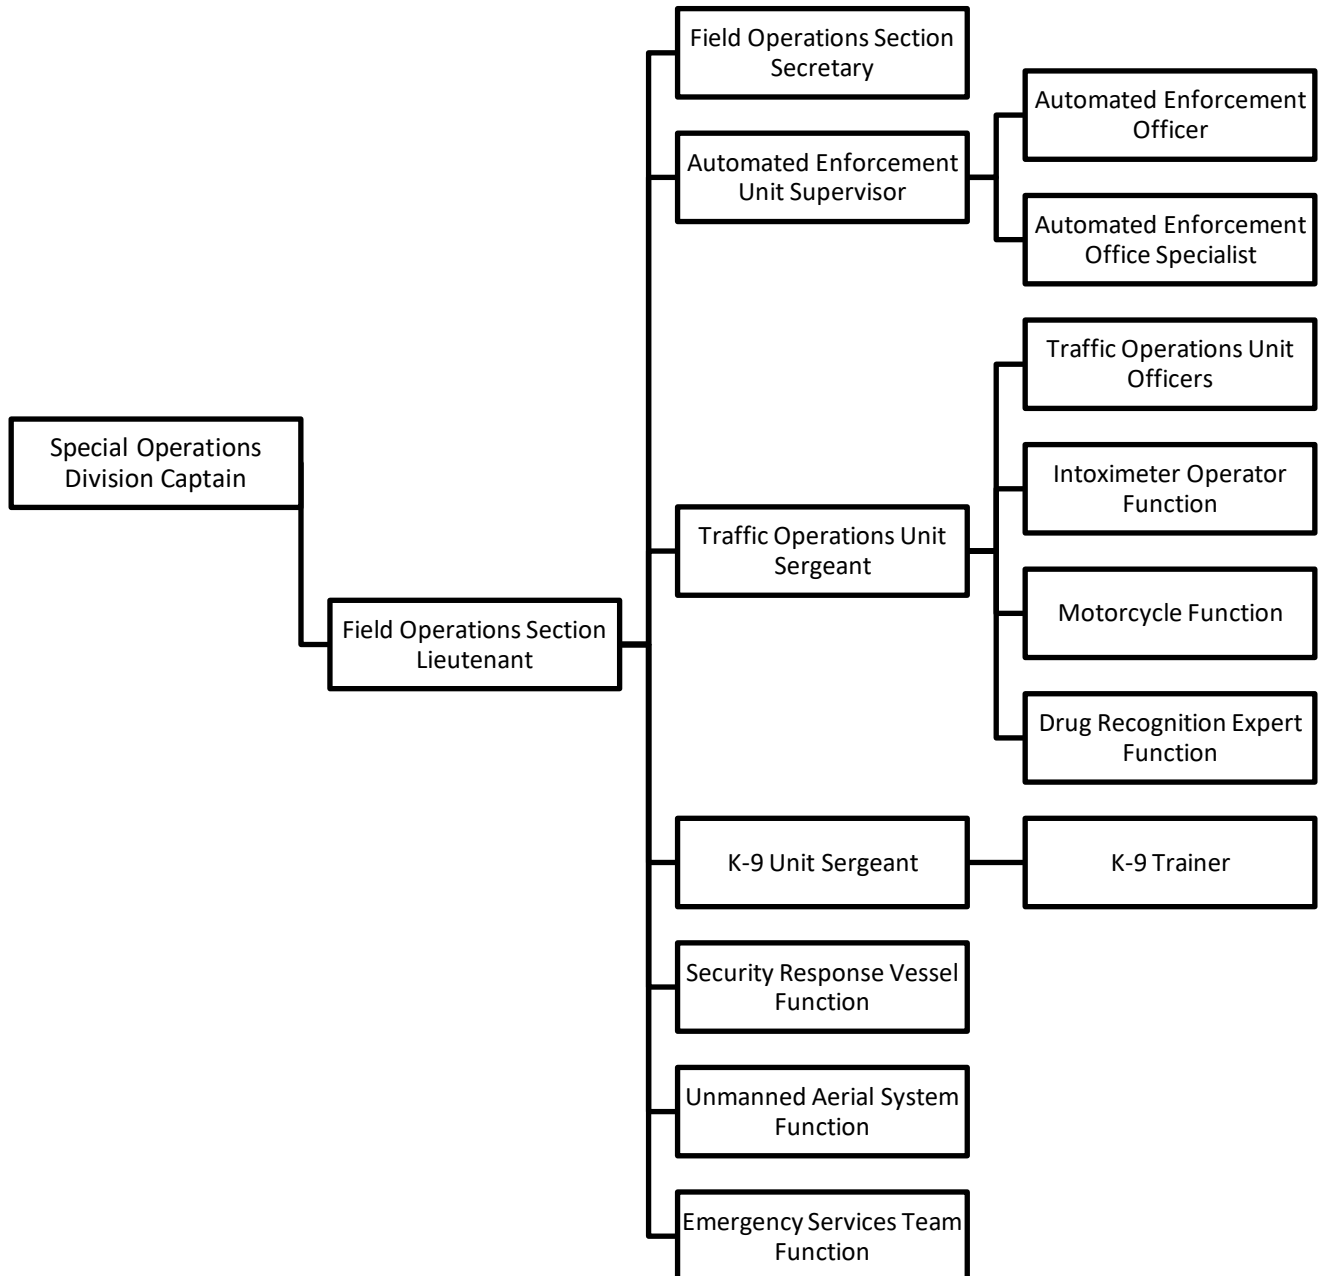 Special Operations
Division Captain
Field Operations Section
Lieutenant
Field Operations Section
Secretary
Automated Enforcement
Unit Supervisor
Automated Enforcement
Officer
Automated Enforcement
Office Specialist
Traffic Operations Unit
Sergeant
Traffic Operations Unit
Officers
Intoximeter Operator
Function
Motorcycle Function
Drug Recognition Expert
Function
K-9 Unit Sergeant
K-9 Trainer
Security Response Vessel
Function
Unmanned Aerial System
Function
Emergency Services Team
Function